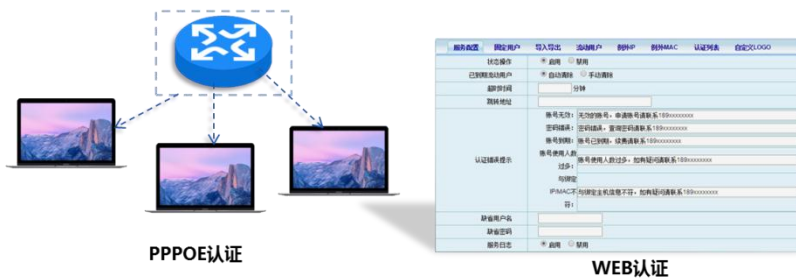 服务配置 固定用户 导入导出 流动用户 例外IP 例外MAC 认证列表 自定义LOGO
状态操作 启用 禁用
已到期流动用户 自动清除 手动清除
超时时间 分钟
跳转地址
认证错误提示
账号无效: 无效的账号，申请账号请联系189xxxxxxxx
密码错误: 密码错误，查询密码请联系189xxxxxxxx
账号到期: 账号已到期，续费请联系189xxxxxxxx
账号使用人数
过多: 账号使用人数过多，如有疑问请联系189xxxxxxxx
与绑定
IP/MAC不
符: 与绑定主机信息不符，如有疑问请联系189xxxxxxxx
缺省用户名
缺省密码
服务日志 启用 禁用
PPPOE认证
WEB认证